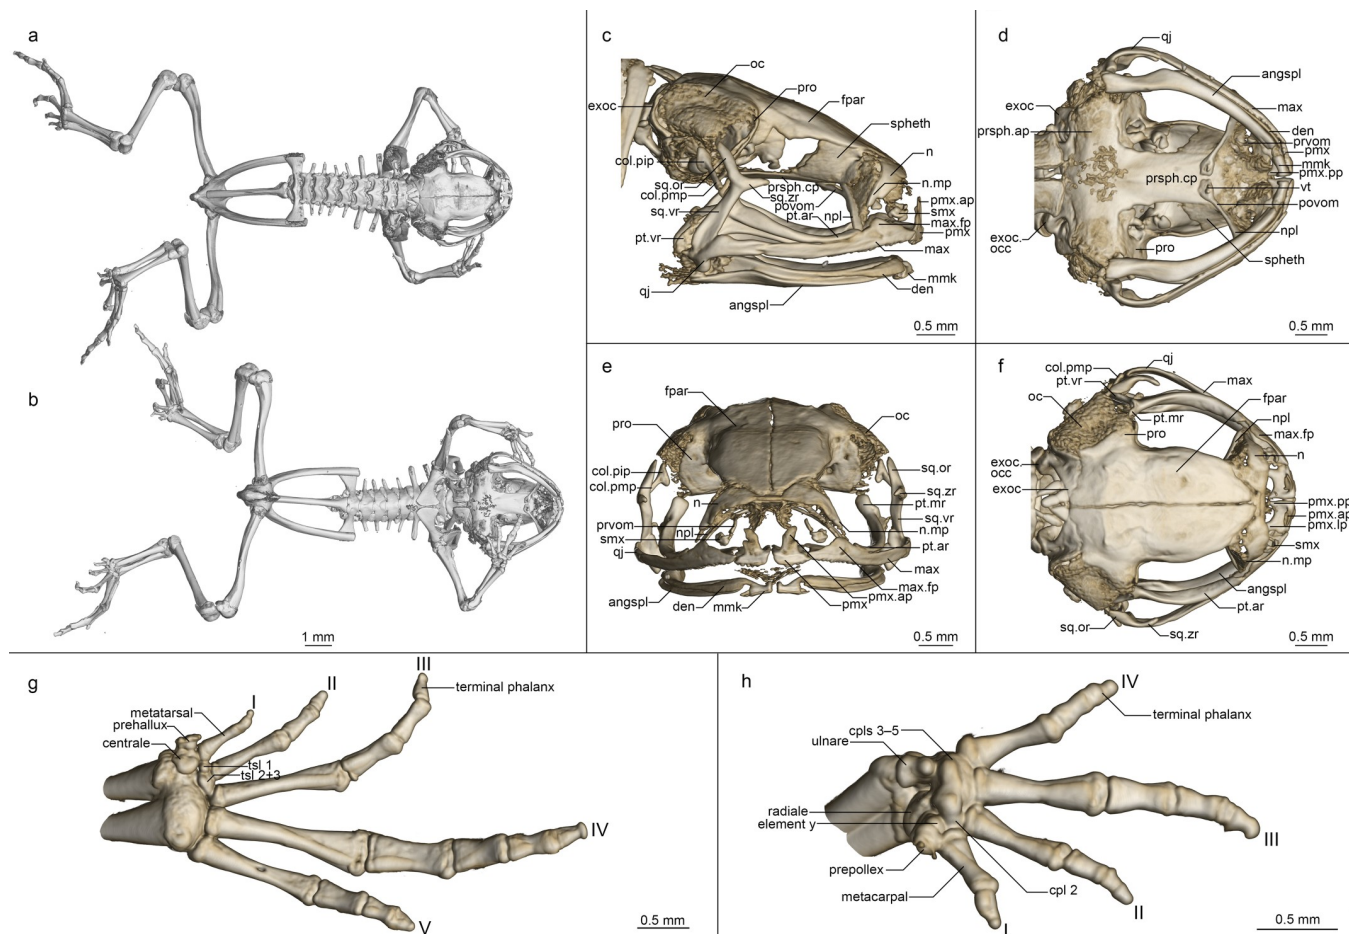 a
b
1 mm
c
oc
pro
exoc
fpar
spheth
n
col.pip
sq.or
col.pmp
sq.vr
prsph.cp
sq.zr
povom
pt.ar
npl
n.mp
pmx.ap
smx
max.fp
pmx
pt.vr
max
qj
mmk
den
angspl
0.5 mm
d
qj
angspl
exoc
max
prsph.ap
den
prvom
pmx
mmk
pmx.pp
prsph.cp
vt
povom
exoc.
occ
pro
npl
spheth
0.5 mm
e
fpar
pro
oc
col.pip
col.pmp
sq.or
sq.zr
pt.mr
n
sq.vr
prvom
npl
n.mp
smx
qj
pt.ar
max
angspl
den
mmk
pmx
pmx.ap
max.fp
0.5 mm
f
col.pmp
qj
pt.vr
max
oc
fpar
pt.mr
npl
pro
max.fp
n
exoc.
occ
exoc
pmx.pp
pmx.ap
pmx.lp
smx
n.mp
angspl
pt.ar
sq.or
sq.zr
0.5 mm
g
III
II
terminal phalanx
I
metatarsal
prehallux
centrale
tsl 1
tsl 2+3
IV
V
0.5 mm
h
IV
terminal phalanx
cpls 3–5
ulnare
radiale
element y
III
prepollex
metacarpal
cpl 2
II
I
0.5 mm